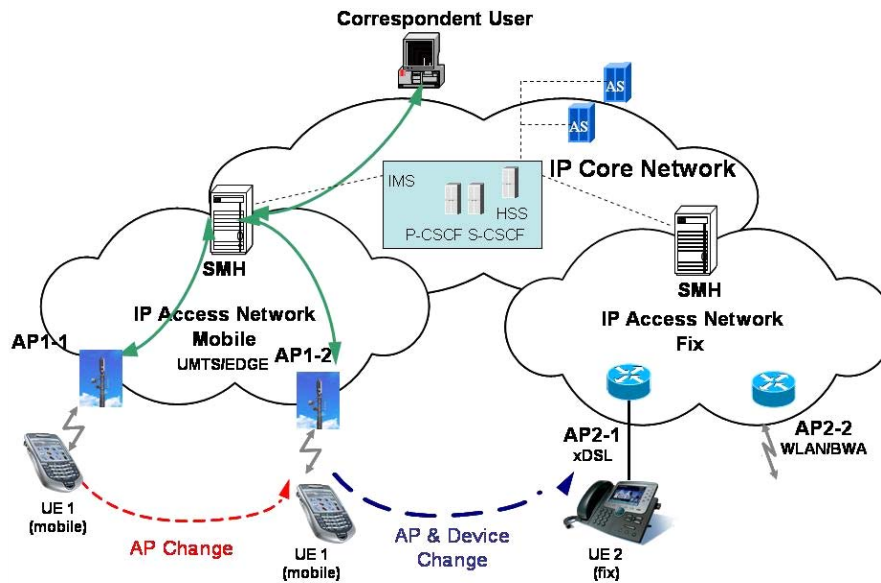 Correspondent User
AS
AS
IP Core Network
IMS
HSS
P-CSCF S-CSCF
SMH
SMH
IP Access Network
Mobile
UMTS/EDGE
IP Access Network
Fix
AP1-1
AP1-2
AP2-1
xDSL
AP2-2
WLAN/BWA
UE 1
(mobile)
AP Change
UE 1
(mobile)
AP & Device
Change
UE 2
(fix)